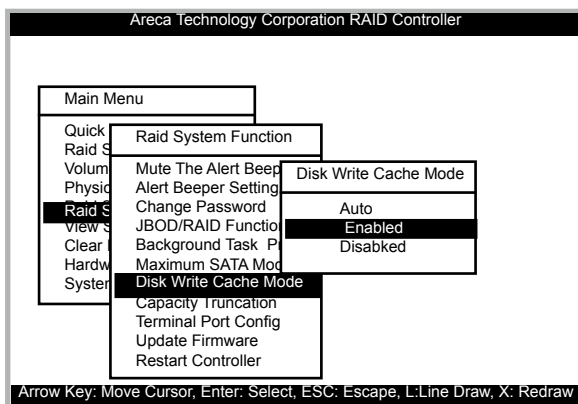 Areca Technology Corporation RAID Controller
Main Menu
Quick
Raid S
Volum
Physic
Raid S
View S
Clear
Hardw
System
Raid System Function
Mute The Alert Beep
Alert Beeper Setting
Change Password
JBOD/RAID Function
Background Task P
Maximum SATA Mod
Disk Write Cache Mode
Capacity Truncation
Terminal Port Config
Update Firmware
Restart Controller
Disk Write Cache Mode
Auto
Enabled
Disabked
Arrow Key: Move Cursor, Enter: Select, ESC: Escape, L:Line Draw, X: Redraw